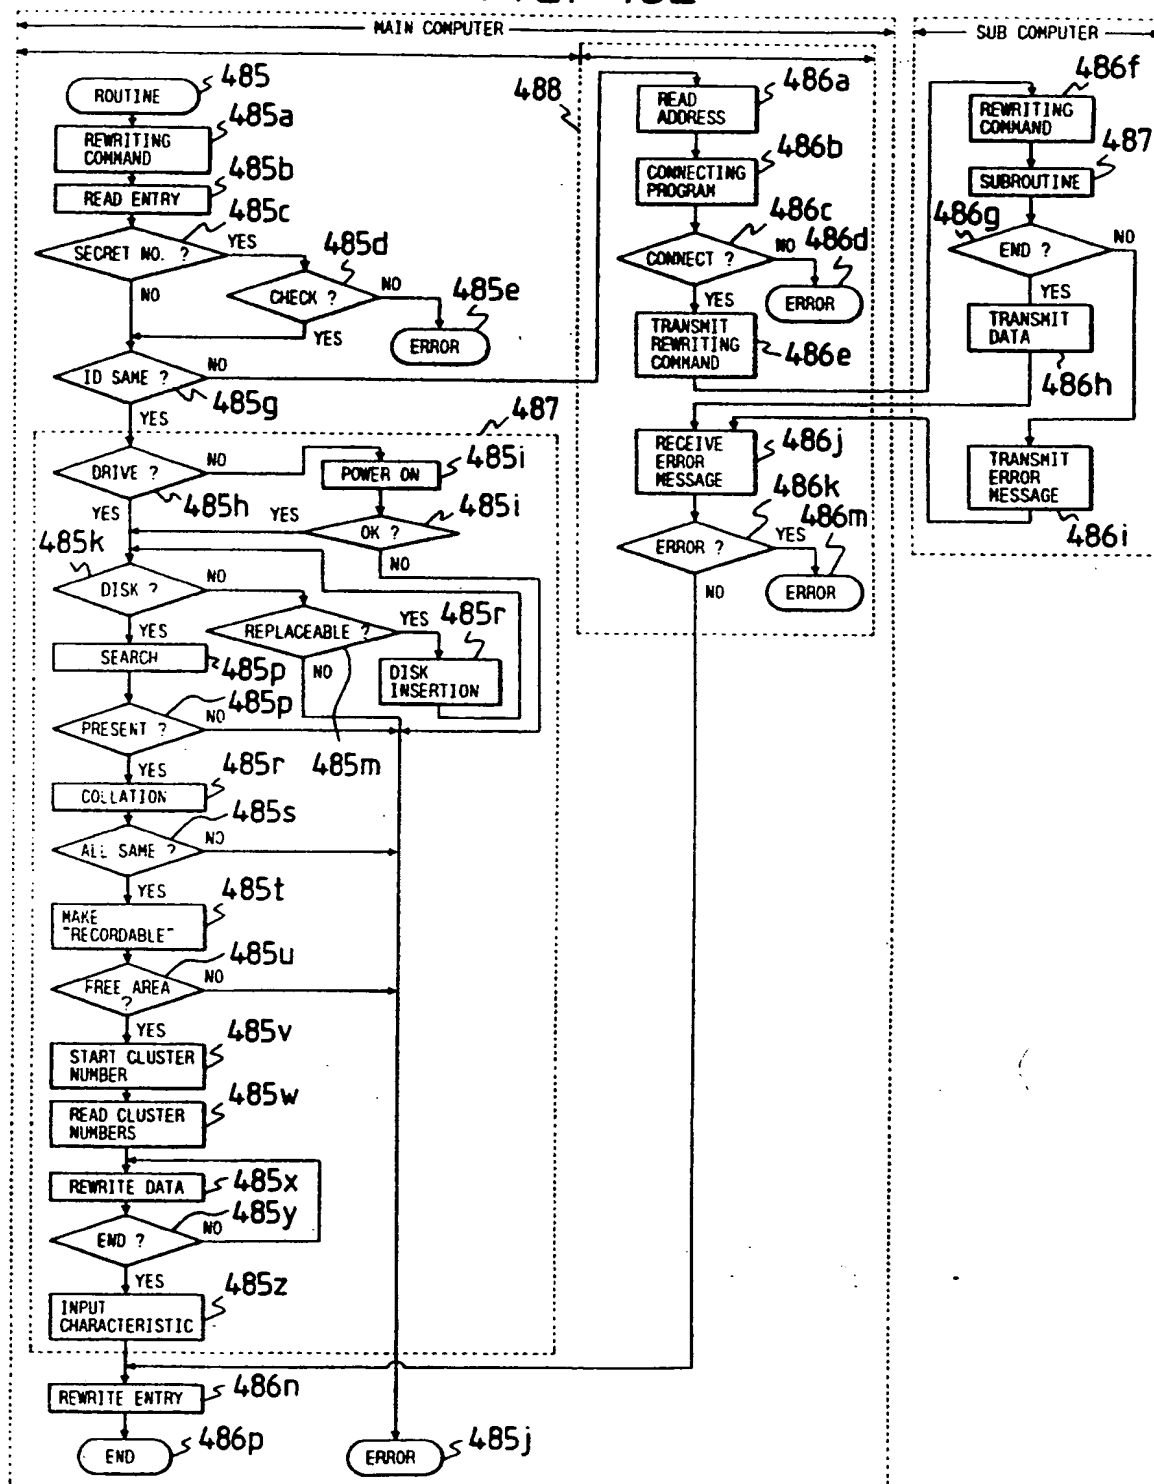 MAIN COMPUTER
SUB COMPUTER
ROUTINE
485
REWRITING
COMMAND
485a
READ ENTRY
485b
SECRET NO. ?
485c
YES
NO
CHECK ?
485d
NO
YES
ERROR
485e
ID SAME ?
485g
NO
YES
487
DRIVE ?
485h
NO
YES
POWER ON
485i
OK ?
485i
YES
NO
DISK ?
485k
NO
YES
REPLACEABLE ?
485m
YES
NO
DISK
INSERTION
485r
SEARCH
485p
PRESENT ?
485p
NO
YES
COLLATION
485r
ALL SAME ?
485s
NO
YES
MAKE
"RECORDABLE"
485t
FREE AREA
?
485u
NO
YES
START CLUSTER
NUMBER
485v
READ CLUSTER
NUMBERS
485w
REWRITE DATA
485x
END ?
485y
NO
YES
INPUT
CHARACTERISTIC
485z
REWRITE ENTRY
486n
END
486p
ERROR
485j
488
READ
ADDRESS
486a
CONNECTING
PROGRAM
486b
CONNECT ?
486c
NO
486d
ERROR
YES
TRANSMIT
REWRITING
COMMAND
486e
RECEIVE
ERROR
MESSAGE
486j
ERROR ?
486k
YES
486m
ERROR
NO
REWRITING
COMMAND
486f
SUBROUTINE
487
END ?
486g
NO
YES
TRANSMIT
DATA
486h
TRANSMIT
ERROR
MESSAGE
486i